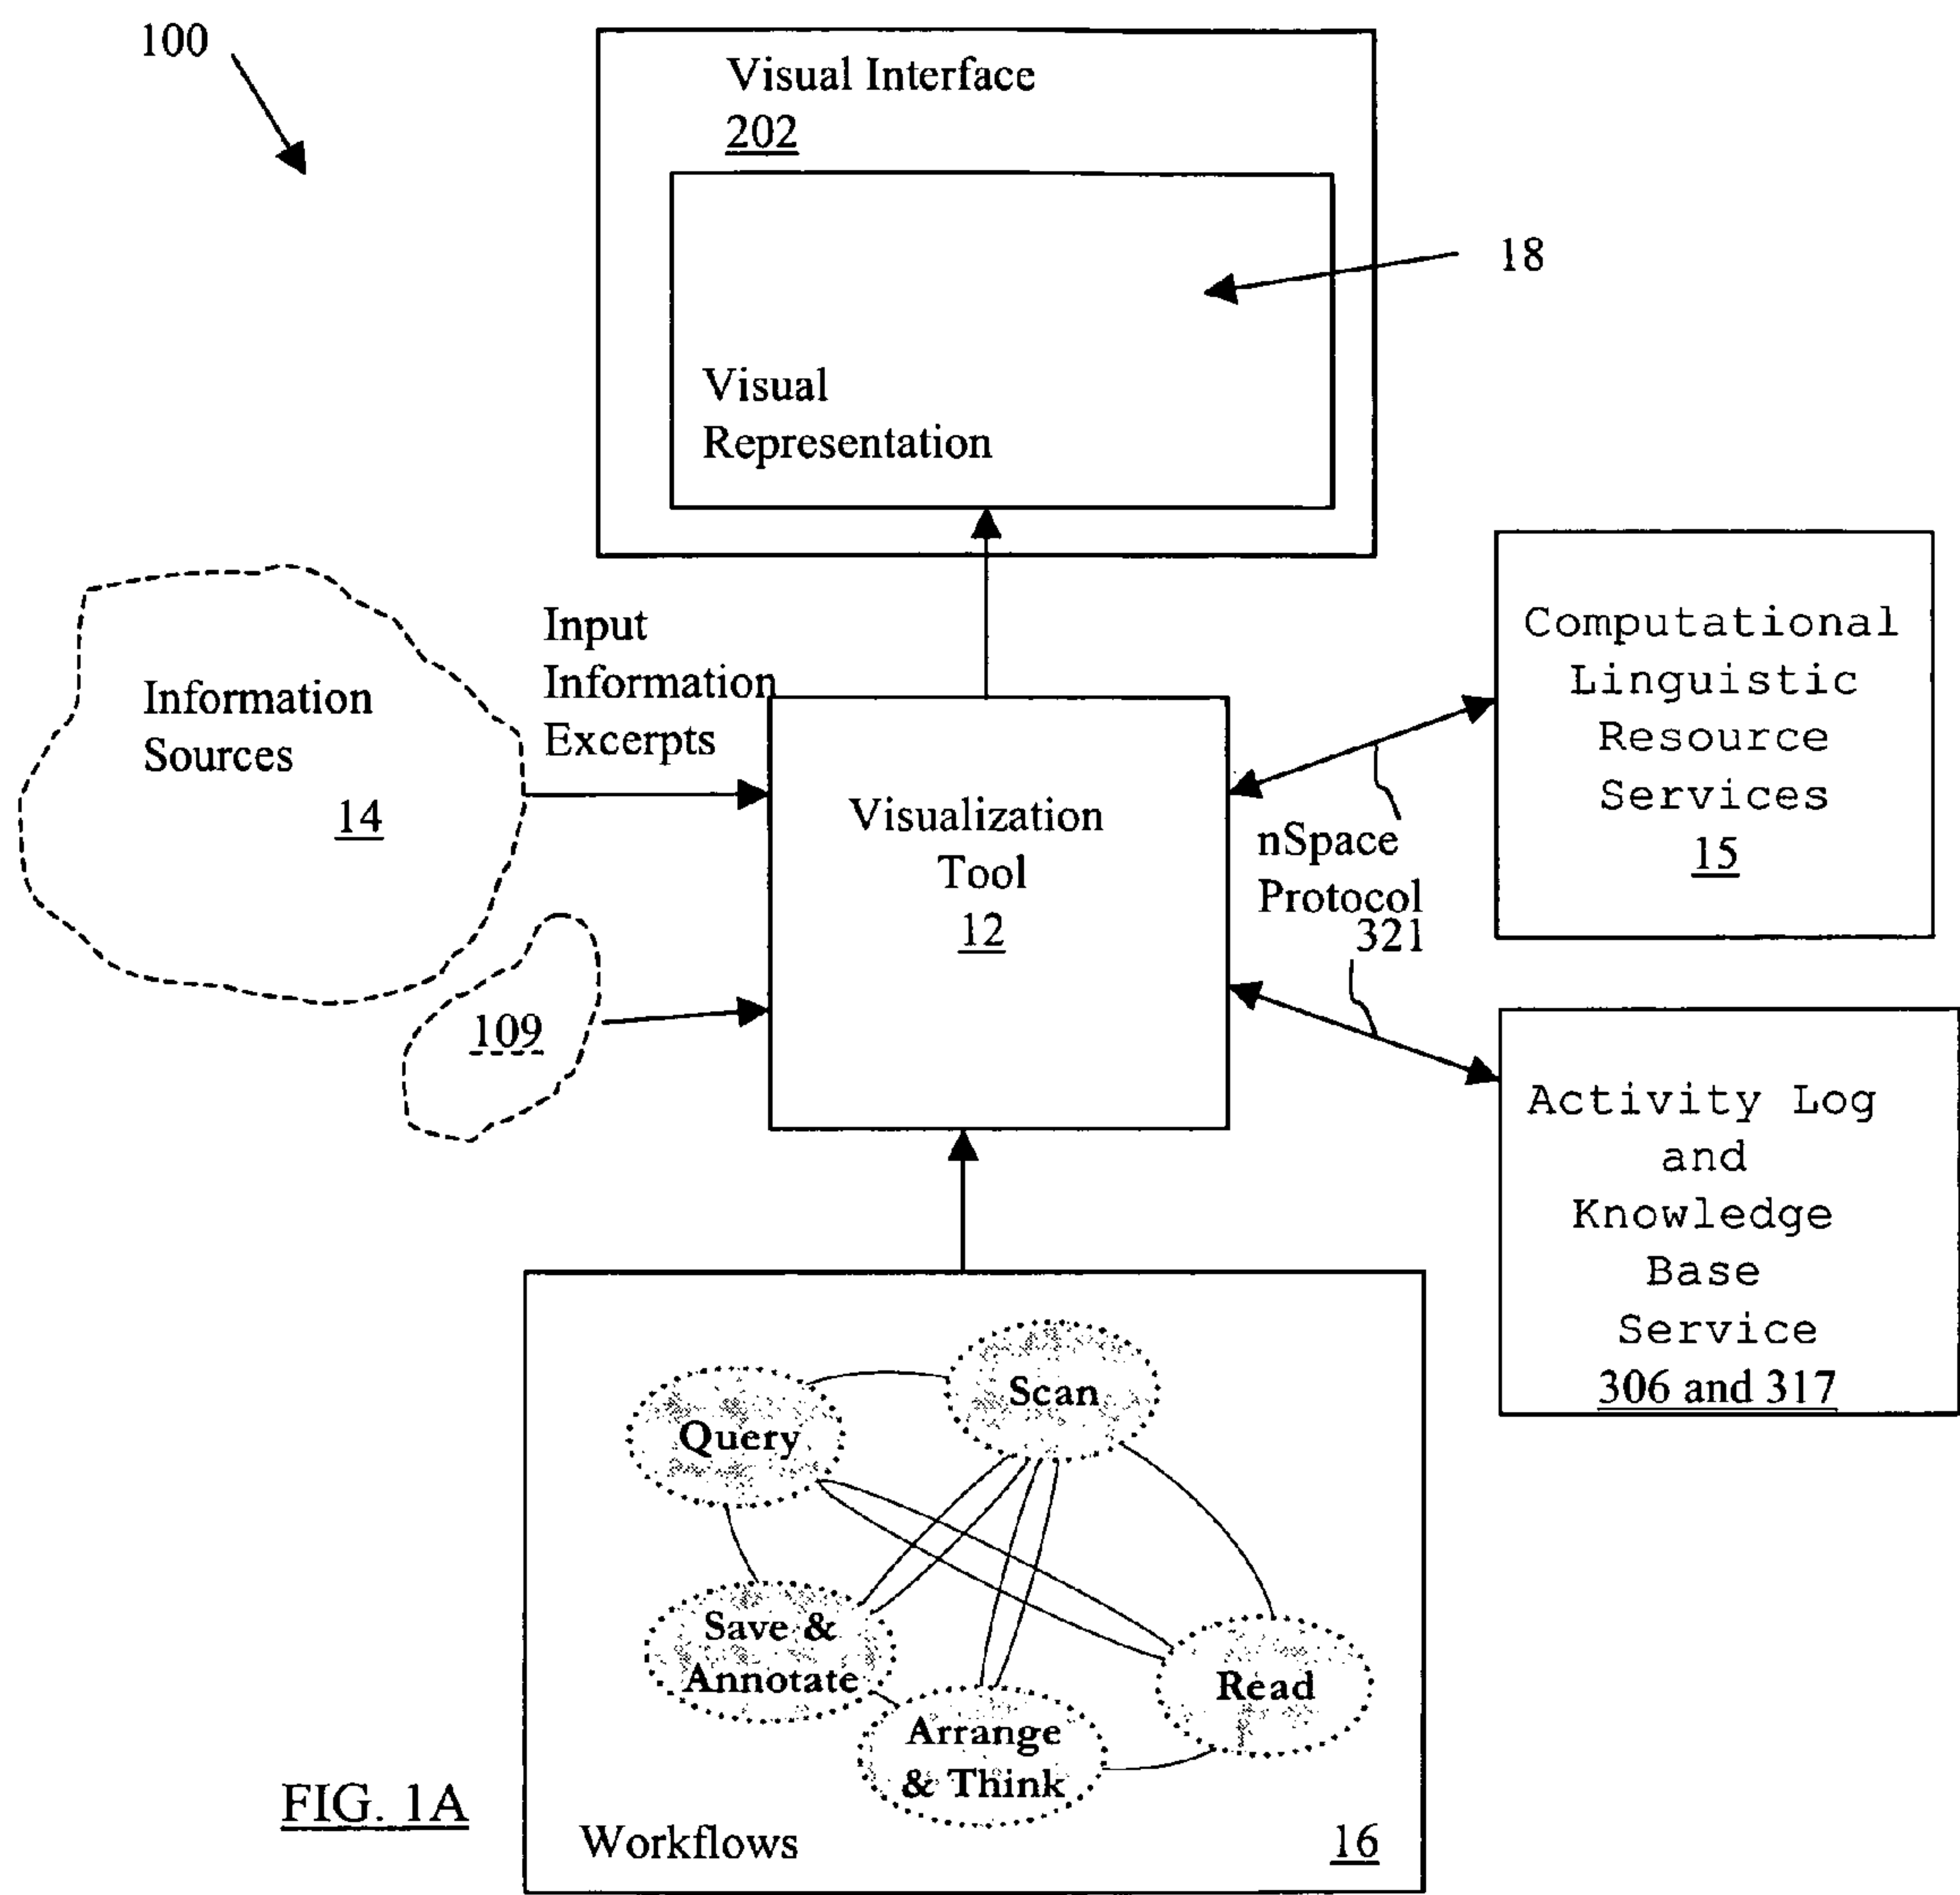 100
Visual Interface
202
18
Visual
Representation
Input
Information
Excerpts
Information
Sources
14
109
Visualization
Tool
12
nSpace
Protocol
321
Computational
Linguistic
Resource
Services
15
Activity Log
and
Knowledge
Base
Service
306 and 317
Scan
Query
Save &
Annotate
Read
Arrange
& Think
Workflows
16
FIG. 1A